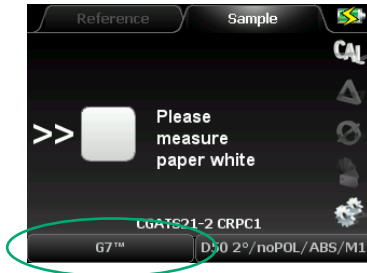 Reference Sample
CAL
>> Please
measure
paper white
CGATS21-2 CRPC1
G7™ D50 2°/noPOL/ABS/M1